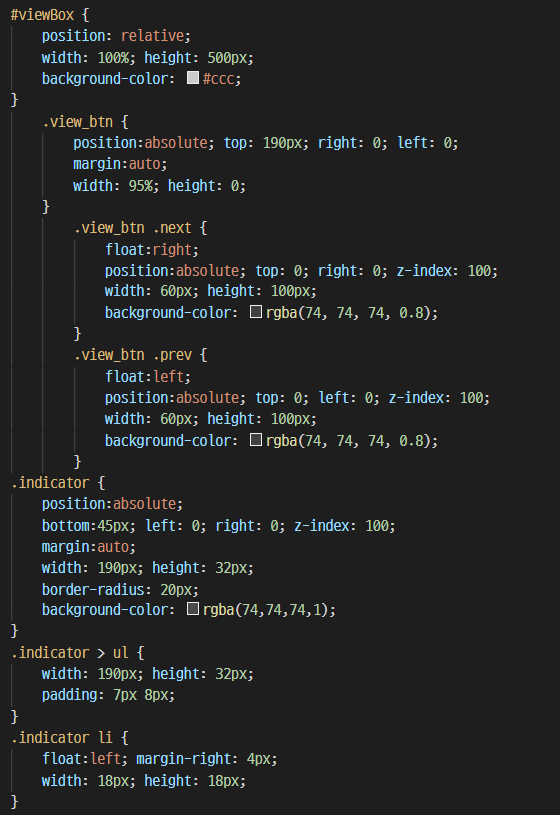 #viewBox {
    position: relative;
    width: 100%; height: 500px;
    background-color: #ccc;
}
    .view_btn {
        position:absolute; top: 190px; right: 0; left: 0;
        margin:auto;
        width: 95%; height: 0;
    }
        .view_btn .next {
            float:right;
            position:absolute; top: 0; right: 0; z-index: 100;
            width: 60px; height: 100px;
            background-color: rgba(74, 74, 74, 0.8);
        }
        .view_btn .prev {
            float:left;
            position:absolute; top: 0; left: 0; z-index: 100;
            width: 60px; height: 100px;
            background-color: rgba(74, 74, 74, 0.8);
        }
.indicator {
    position:absolute;
    bottom:45px; left: 0; right: 0; z-index: 100;
    margin:auto;
    width: 190px; height: 32px;
    border-radius: 20px;
    background-color: rgba(74,74,74,1);
}
.indicator > ul {
    width: 190px; height: 32px;
    padding: 7px 8px;
}
.indicator li {
    float:left; margin-right: 4px;
    width: 18px; height: 18px;
}